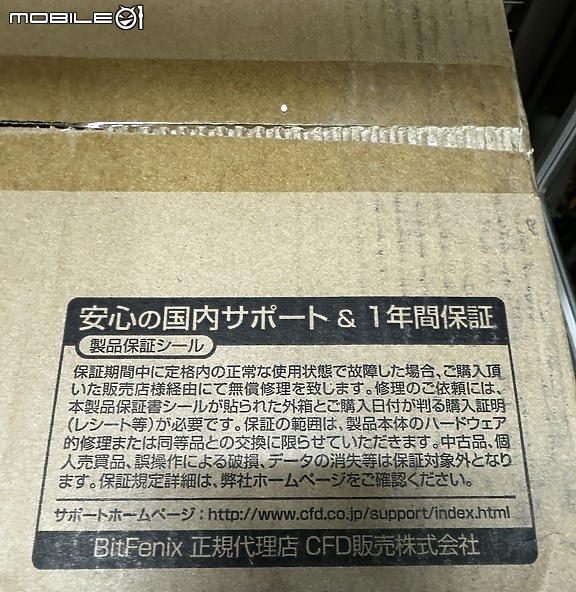 MOBILE01
安心の国内サポート & 1年間保証
製品保証シール
保証期間中に定格内の正常な使用状態で故障した場合、ご購入頂
いた販売店様経由にて無償修理を致します。修理のご依頼には、
本製品保証書シールが貼られた外箱とご購入日付が判る購入証明
(レシート等)が必要です。保証の範囲は、製品本体のハードウェア
的修理または同等品との交換に限らせていただきます。中古品、個
人売買品、誤操作による破損、データの消失等は保証対象外となり
ます。保証規定詳細は、弊社ホームページをご確認ください。
サポートホームページ：http://www.cfd.co.jp/support/index.html
BitFenix 正規代理店 CFD販売株式会社